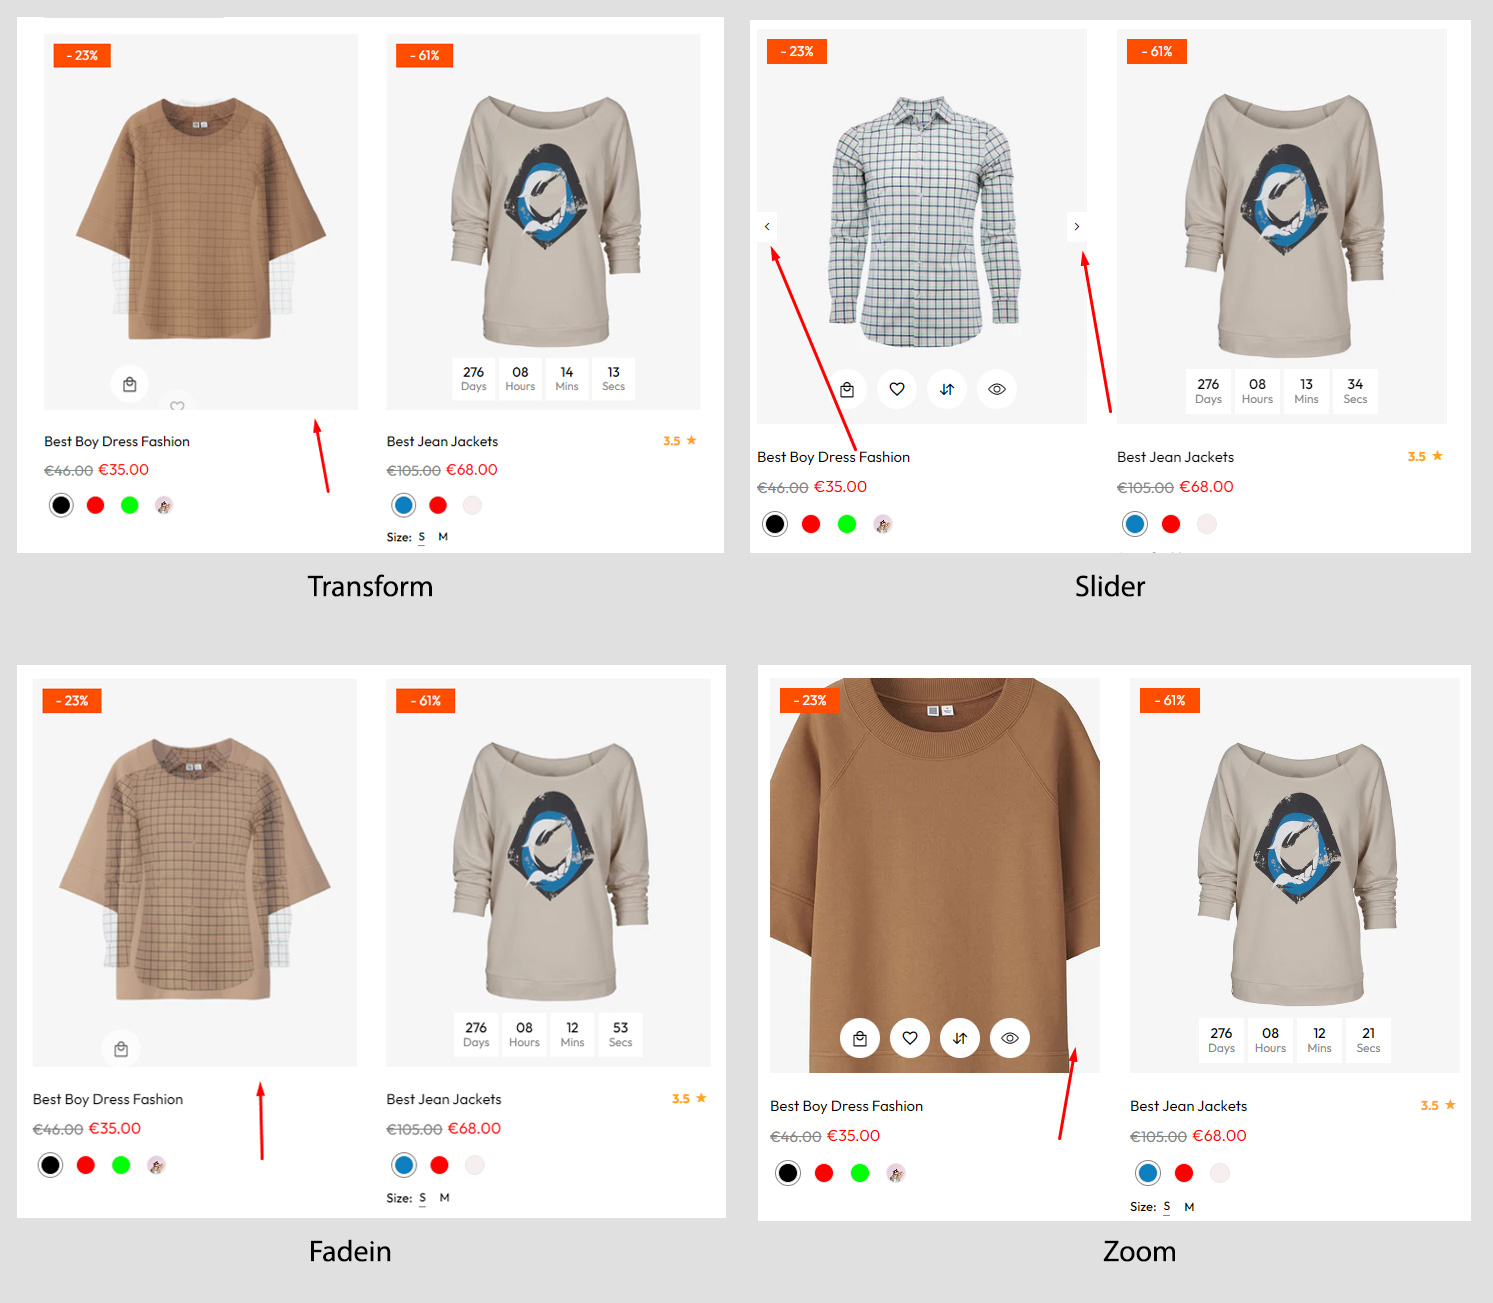 - 23%
- 61%
276 08 14 13
Days Hours Mins Secs
Best Boy Dress Fashion
€46.00 €35.00
Best Jean Jackets 3.5
€105.00 €68.00
Size: S M
Transform
- 23%
- 61%
276 08 13 34
Days Hours Mins Secs
Best Boy Dress Fashion
€46.00 €35.00
Best Jean Jackets 3.5
€105.00 €68.00
Slider
- 23%
- 61%
276 08 12 53
Days Hours Mins Secs
Best Boy Dress Fashion
€46.00 €35.00
Best Jean Jackets 3.5
€105.00 €68.00
Size: S M
Fadein
- 23%
- 61%
276 08 12 21
Days Hours Mins Secs
Best Boy Dress Fashion
€46.00 €35.00
Best Jean Jackets 3.5
€105.00 €68.00
Size: S M
Zoom